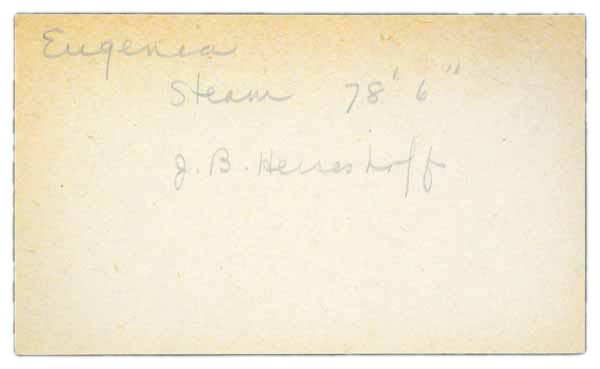 Eugenia
Steam 78' 6"
J. B. Herreshoff